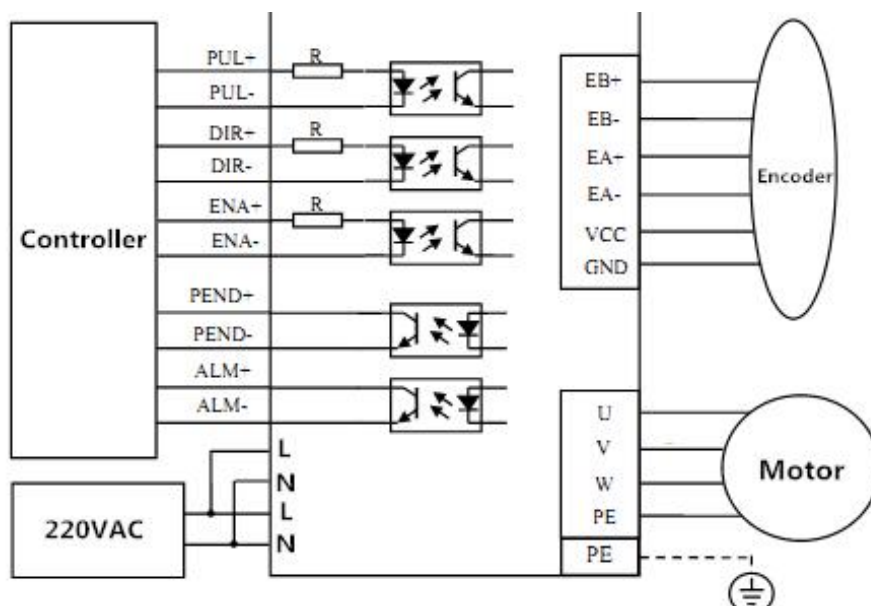 PUL+
R
PUL-
DIR+
R
DIR-
ENA+
R
ENA-
Controller
PEND+
PEND-
ALM+
ALM-
L
N
L
N
220VAC
EB+
EB-
EA+
EA-
VCC
GND
Encoder
U
V
W
PE
PE
Motor